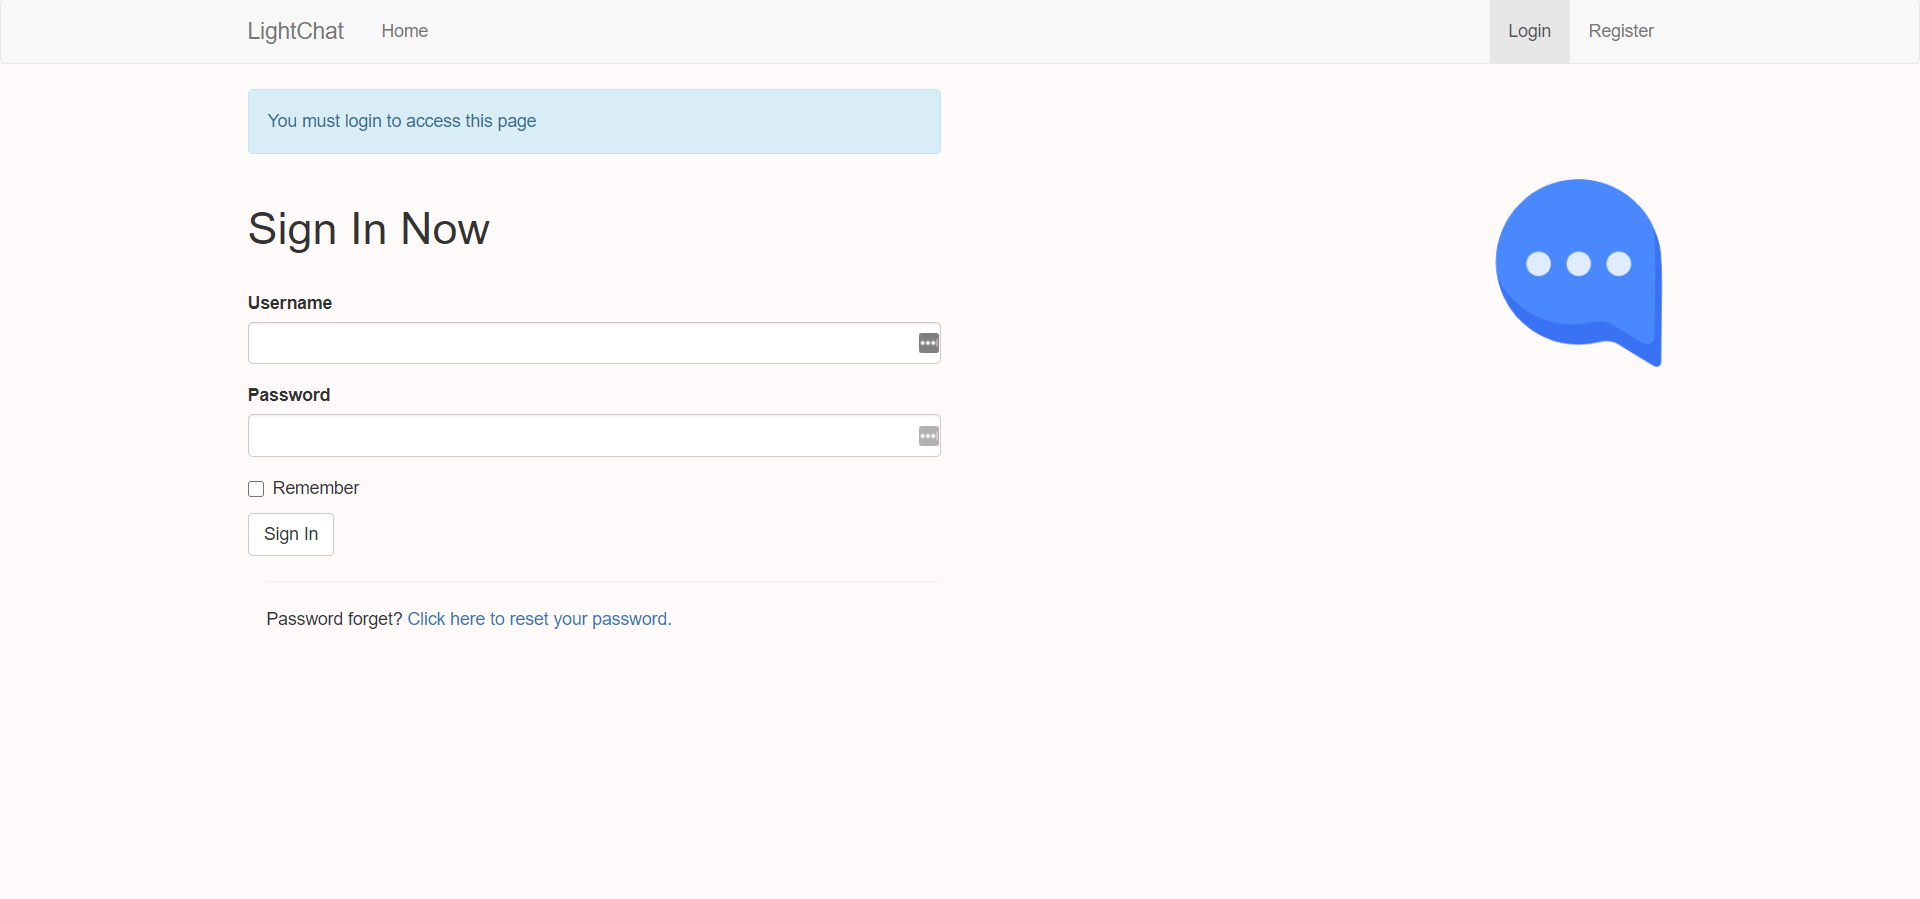 LightChat Home Login Register
You must login to access this page
Sign In Now
Username
Password
Remember
Sign In
Password forget? Click here to reset your password.